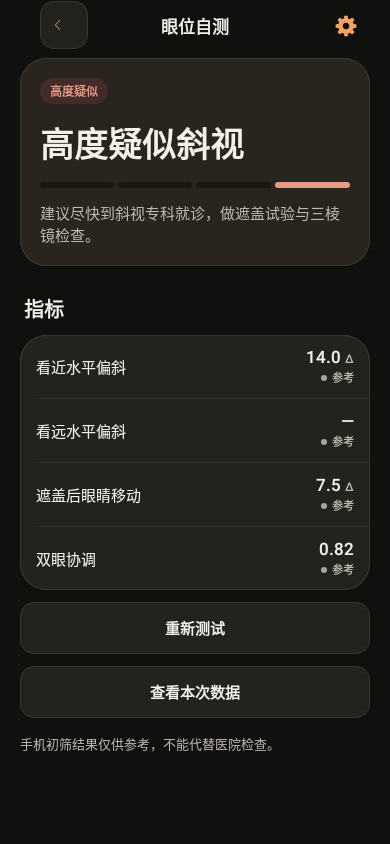 眼位自测
高度疑似
高度疑似斜视
建议尽快到斜视专科就诊，做遮盖试验与三棱
镜检查。
指标
看近水平偏斜
14.0 Δ
参考
看远水平偏斜
—
参考
遮盖后眼睛移动
7.5 Δ
参考
双眼协调
0.82
参考
重新测试
查看本次数据
手机初筛结果仅供参考，不能代替医院检查。